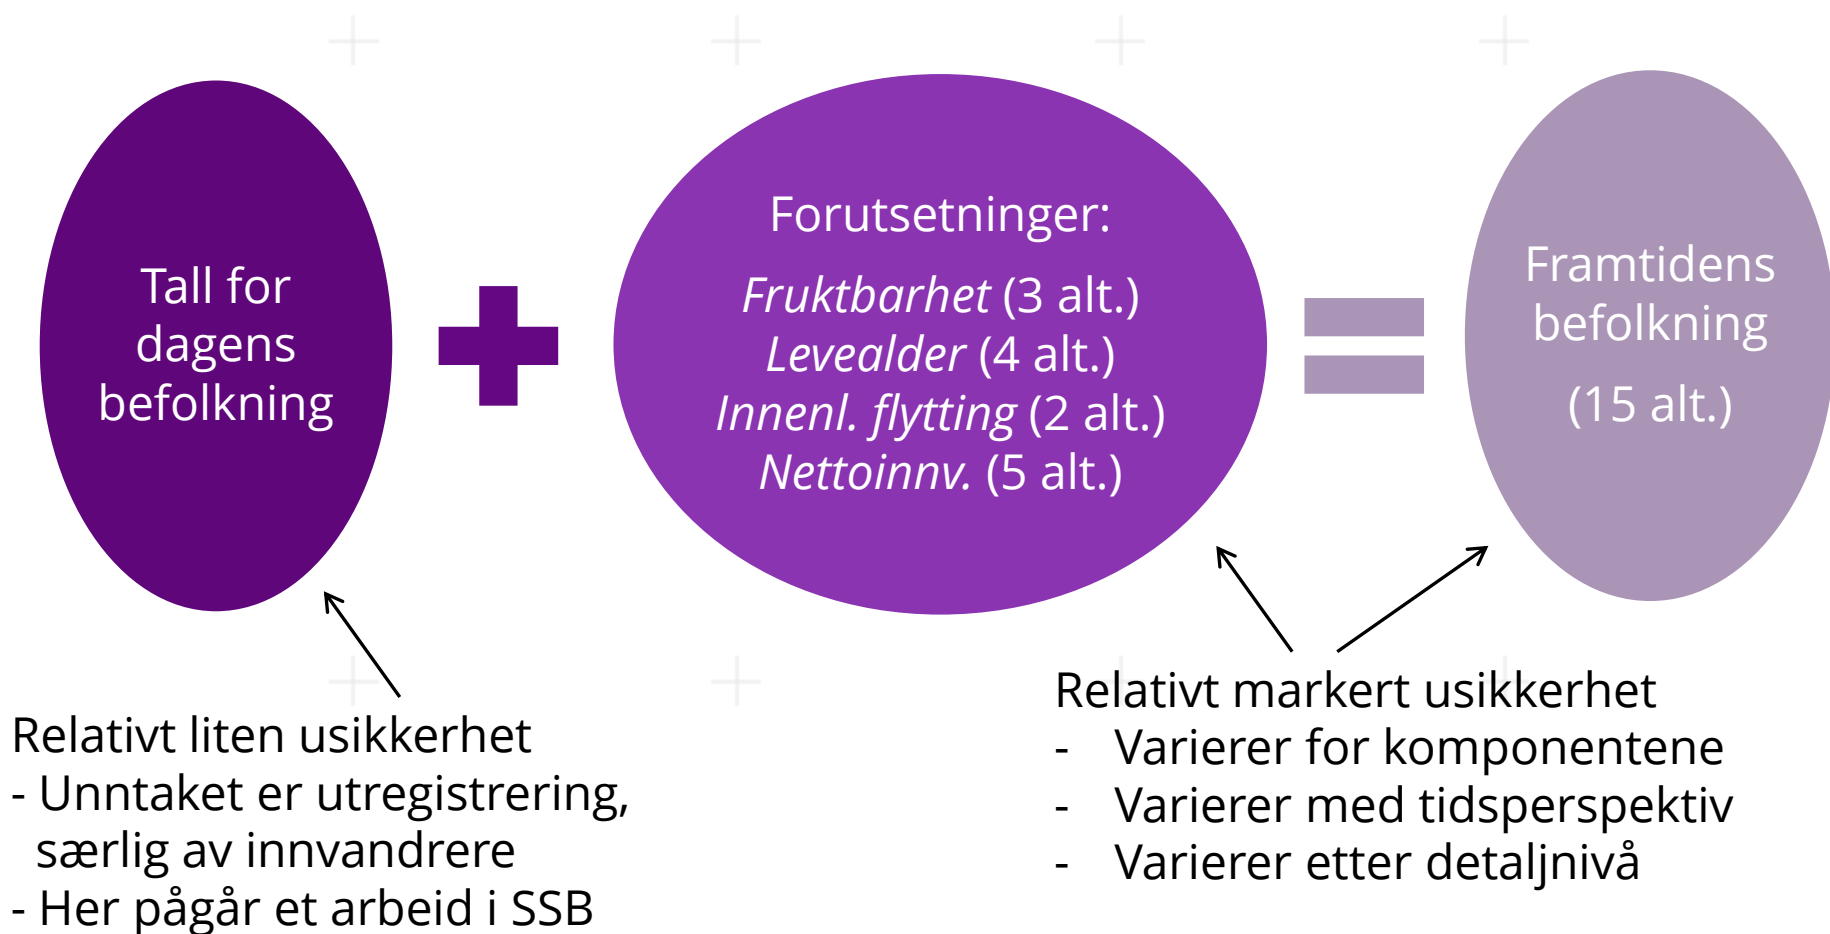 Tall for
dagens
befolkning
Forutsetninger:
Fruktbarhet (3 alt.)
Levealder (4 alt.)
Innenl. flytting (2 alt.)
Nettoinnv. (5 alt.)
Framtidens
befolkning
(15 alt.)
Relativt liten usikkerhet
- Unntaket er utregistrering,
særlig av innvandrere
- Her pågår et arbeid i SSB
Relativt markert usikkerhet
- Varierer for komponentene
- Varierer med tidsperspektiv
- Varierer etter detaljnivå